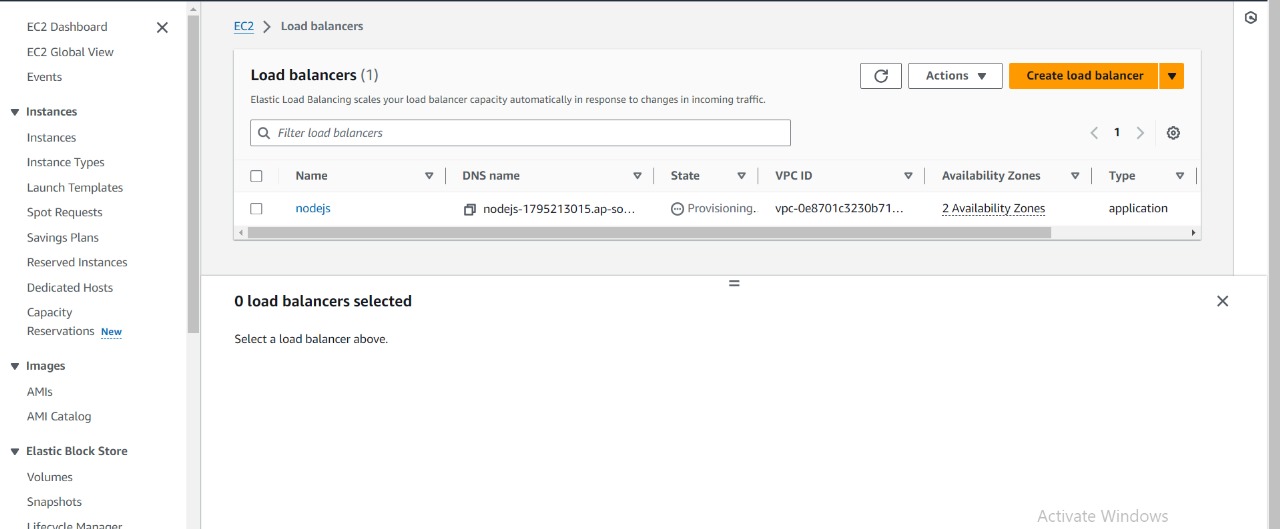 EC2 Dashboard
EC2 Global View
Events
Instances
Instances
Instance Types
Launch Templates
Spot Requests
Savings Plans
Reserved Instances
Dedicated Hosts
Capacity
Reservations New
Images
AMIs
AMI Catalog
Elastic Block Store
Volumes
Snapshots
Lifecycle Manager
EC2 > Load balancers
Load balancers (1)
Actions
Create load balancer
Elastic Load Balancing scales your load balancer capacity automatically in response to changes in incoming traffic.
Filter load balancers
1
Name DNS name State VPC ID Availability Zones Type
nodejs nodejs-1795213015.ap-so... Provisioning. vpc-0e8701c3230b71... 2 Availability Zones application
0 load balancers selected
Select a load balancer above.
Activate Windows